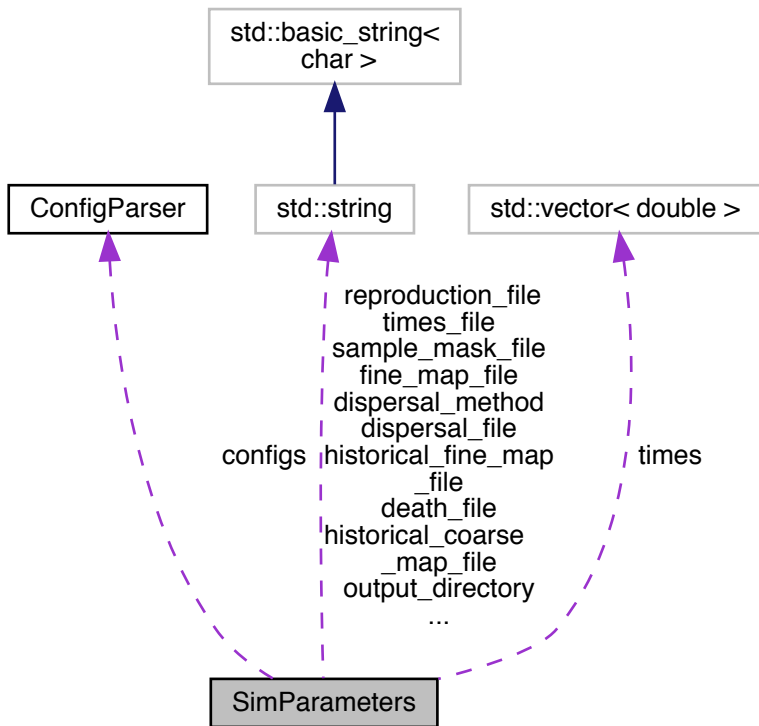 std::basic_string<
char >
ConfigParser
std::string
std::vector< double >
reproduction_file
times_file
sample_mask_file
fine_map_file
dispersal_method
dispersal_file
configs
historical_fine_map
times
_file
death_file
historical_coarse
_map_file
output_directory
...
SimParameters